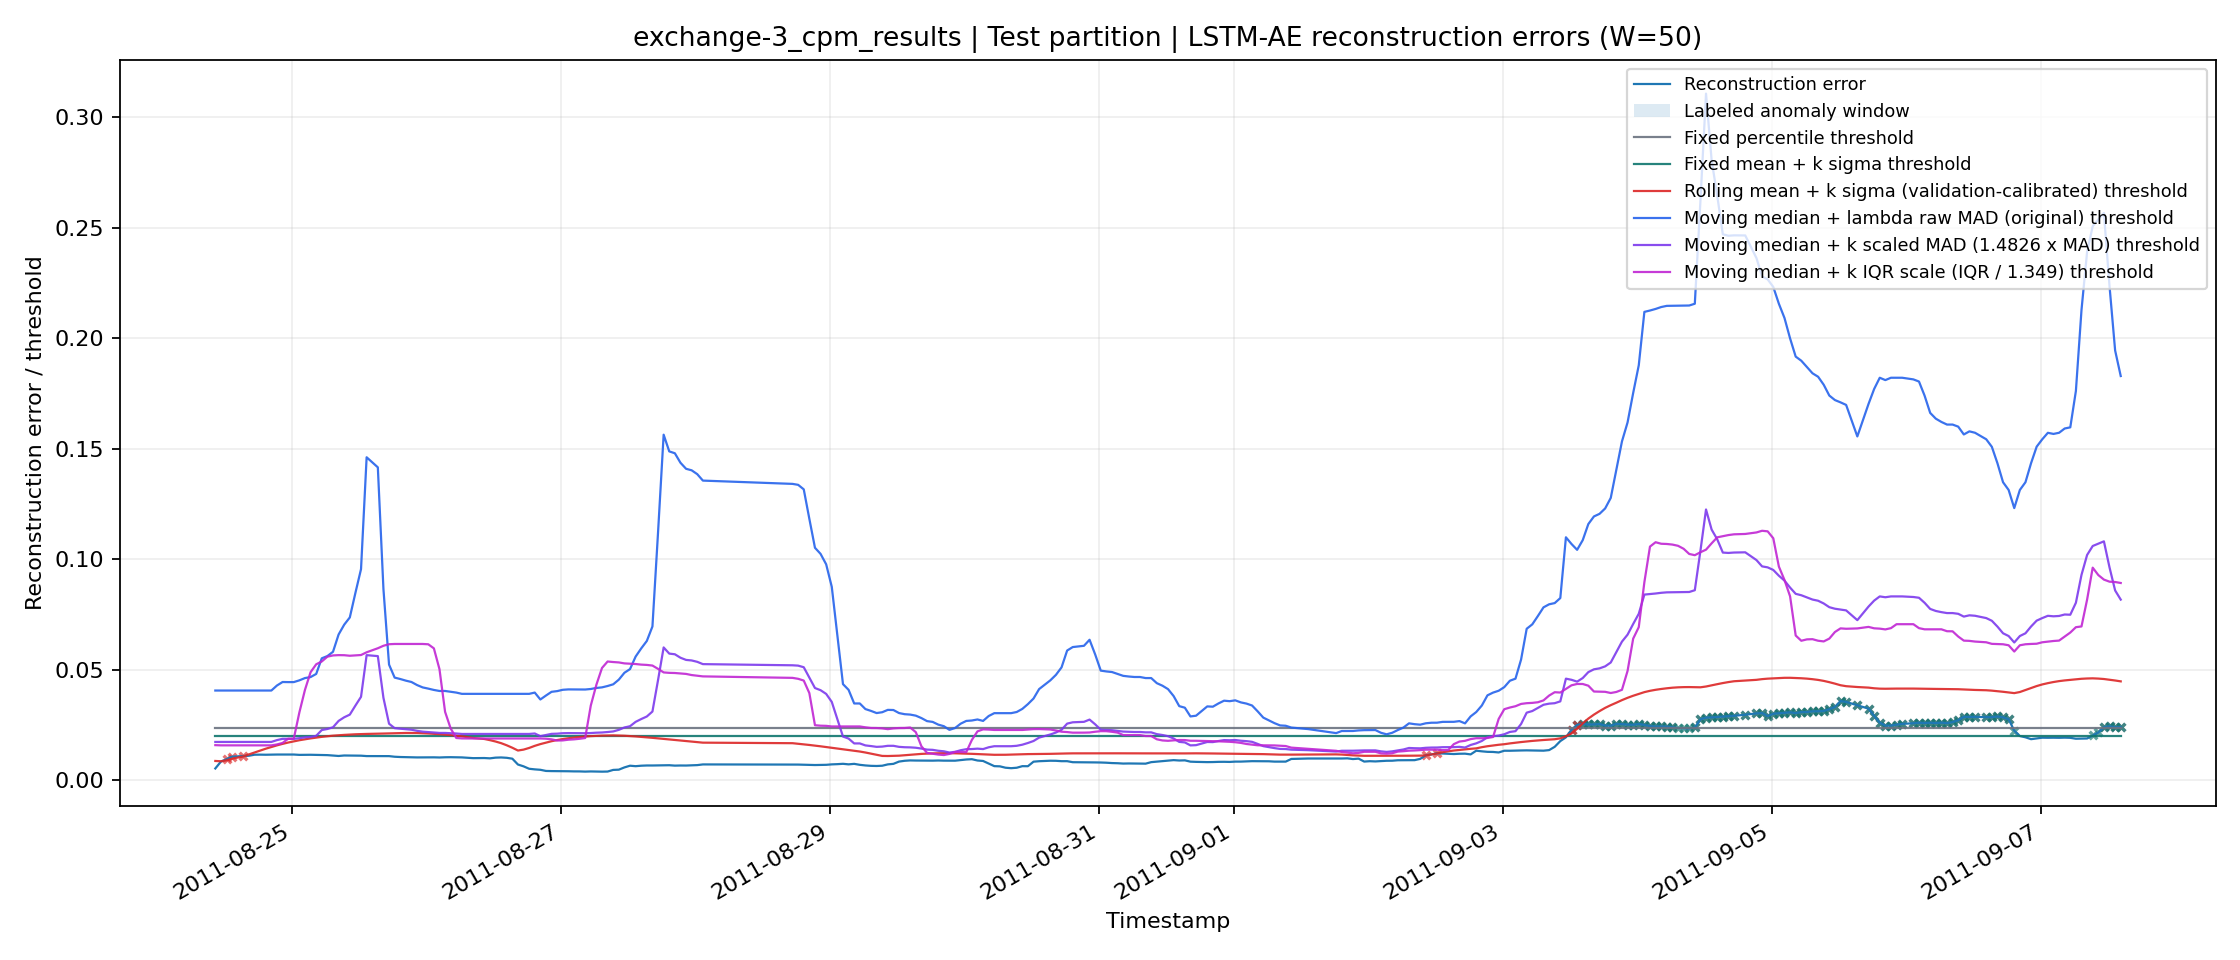 exchange-3_cpm_results | Test partition | LSTM-AE reconstruction errors (W=50)
Reconstruction error
Labeled anomaly window
Fixed percentile threshold
Fixed mean + k sigma threshold
Rolling mean + k sigma (validation-calibrated) threshold
Moving median + lambda raw MAD (original) threshold
Moving median + k scaled MAD (1.4826 x MAD) threshold
Moving median + k IQR scale (IQR / 1.349) threshold
Reconstruction error / threshold
0.30
0.25
0.20
0.15
0.10
0.05
0.00
2011-08-25
2011-08-27
2011-08-29
2011-08-31
2011-09-01
2011-09-03
2011-09-05
2011-09-07
Timestamp